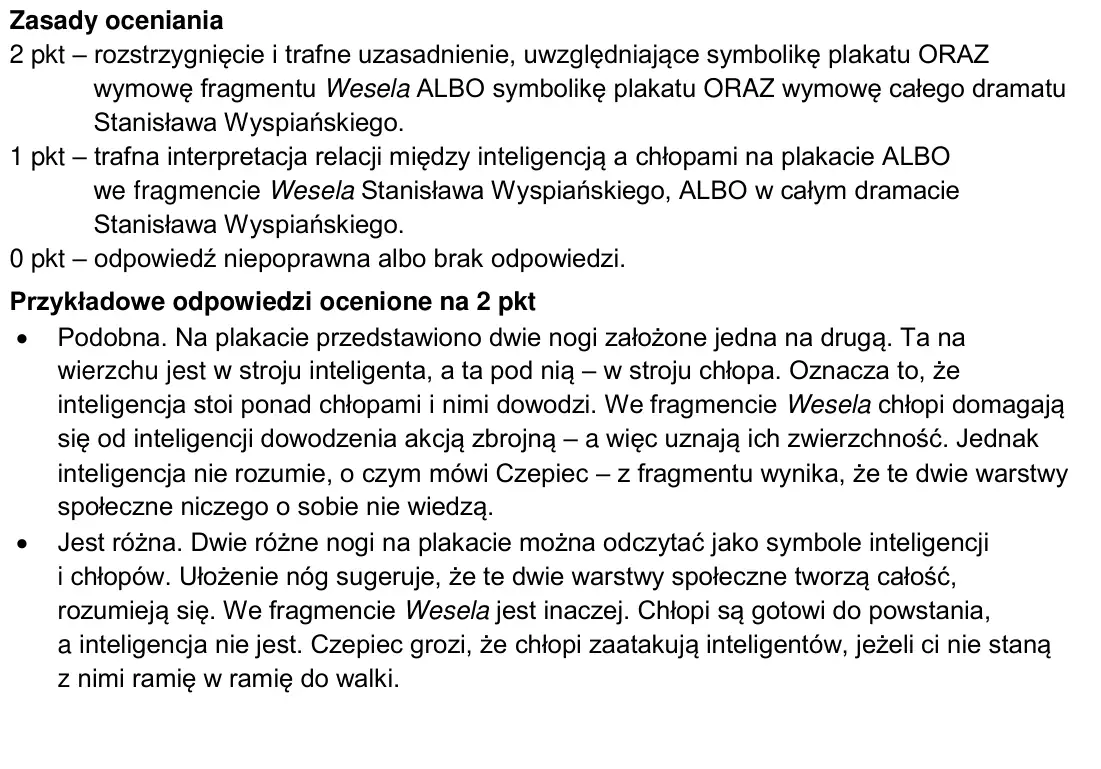 Zasady oceniania
2 pkt – rozstrzygnięcie i trafne uzasadnienie, uwzględniające symbolikę plakatu ORAZ
wymowę fragmentu Wesela ALBO symbolikę plakatu ORAZ wymowę całego dramatu
Stanisława Wyspiańskiego.
1 pkt – trafna interpretacja relacji między inteligencją a chłopami na plakacie ALBO
we fragmencie Wesela Stanisława Wyspiańskiego, ALBO w całym dramacie
Stanisława Wyspiańskiego.
0 pkt – odpowiedź niepoprawna albo brak odpowiedzi.
Przykładowe odpowiedzi ocenione na 2 pkt
• Podobna. Na plakacie przedstawiono dwie nogi założone jedna na drugą. Ta na
wierzchu jest w stroju inteligenta, a ta pod nią – w stroju chłopa. Oznacza to, że
inteligencja stoi ponad chłopami i nimi dowodzi. We fragmencie Wesela chłopi domagają
się od inteligencji dowodzenia akcją zbrojną – a więc uznają ich zwierzchność. Jednak
inteligencja nie rozumie, o czym mówi Czepiec – z fragmentu wynika, że te dwie warstwy
społeczne niczego o sobie nie wiedzą.
• Jest różna. Dwie różne nogi na plakacie można odczytać jako symbole inteligencji
i chłopów. Ułożenie nóg sugeruje, że te dwie warstwy społeczne tworzą całość,
rozumieją się. We fragmencie Wesela jest inaczej. Chłopi są gotowi do powstania,
a inteligencja nie jest. Czepiec grozi, że chłopi zaatakują inteligentów, jeżeli ci nie staną
z nimi ramię w ramię do walki.